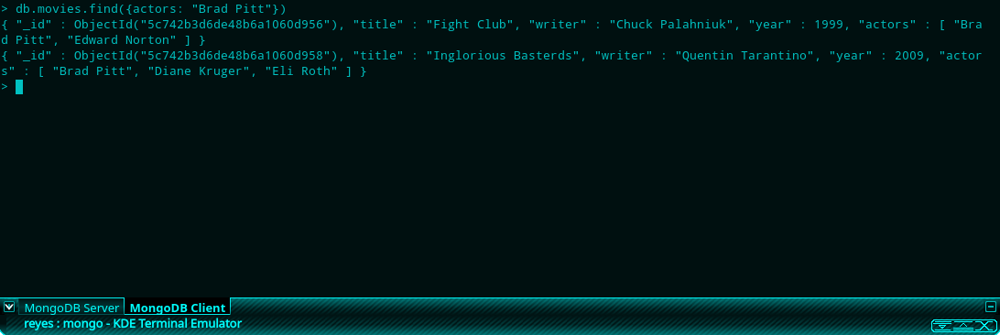 > db.movies.find({actors: "Brad Pitt"})
{ "_id" : ObjectId("5c742b3d6de48b6a1060d956"), "title" : "Fight Club", "writer" : "Chuck Palahniuk", "year" : 1999, "actors" : [ "Bra
d Pitt", "Edward Norton" ] }
{ "_id" : ObjectId("5c742b3d6de48b6a1060d958"), "title" : "Inglorious Basterds", "writer" : "Quentin Tarantino", "year" : 2009, "actor
s" : [ "Brad Pitt", "Diane Kruger", "Eli Roth" ] }
>
MongoDB Server MongoDB Client
reyes : mongo - KDE Terminal Emulator